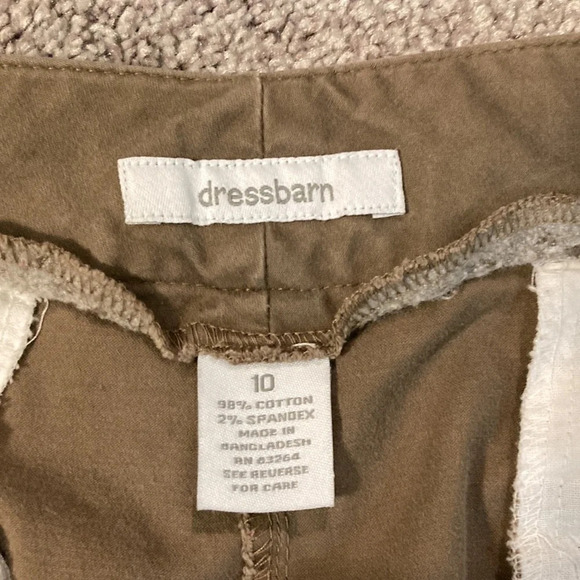 dressbarn
10
98% COTTON
2% SPANDEX
MADE IN
BANGLADESH
RN 63264
SEE REVERSE
FOR CARE